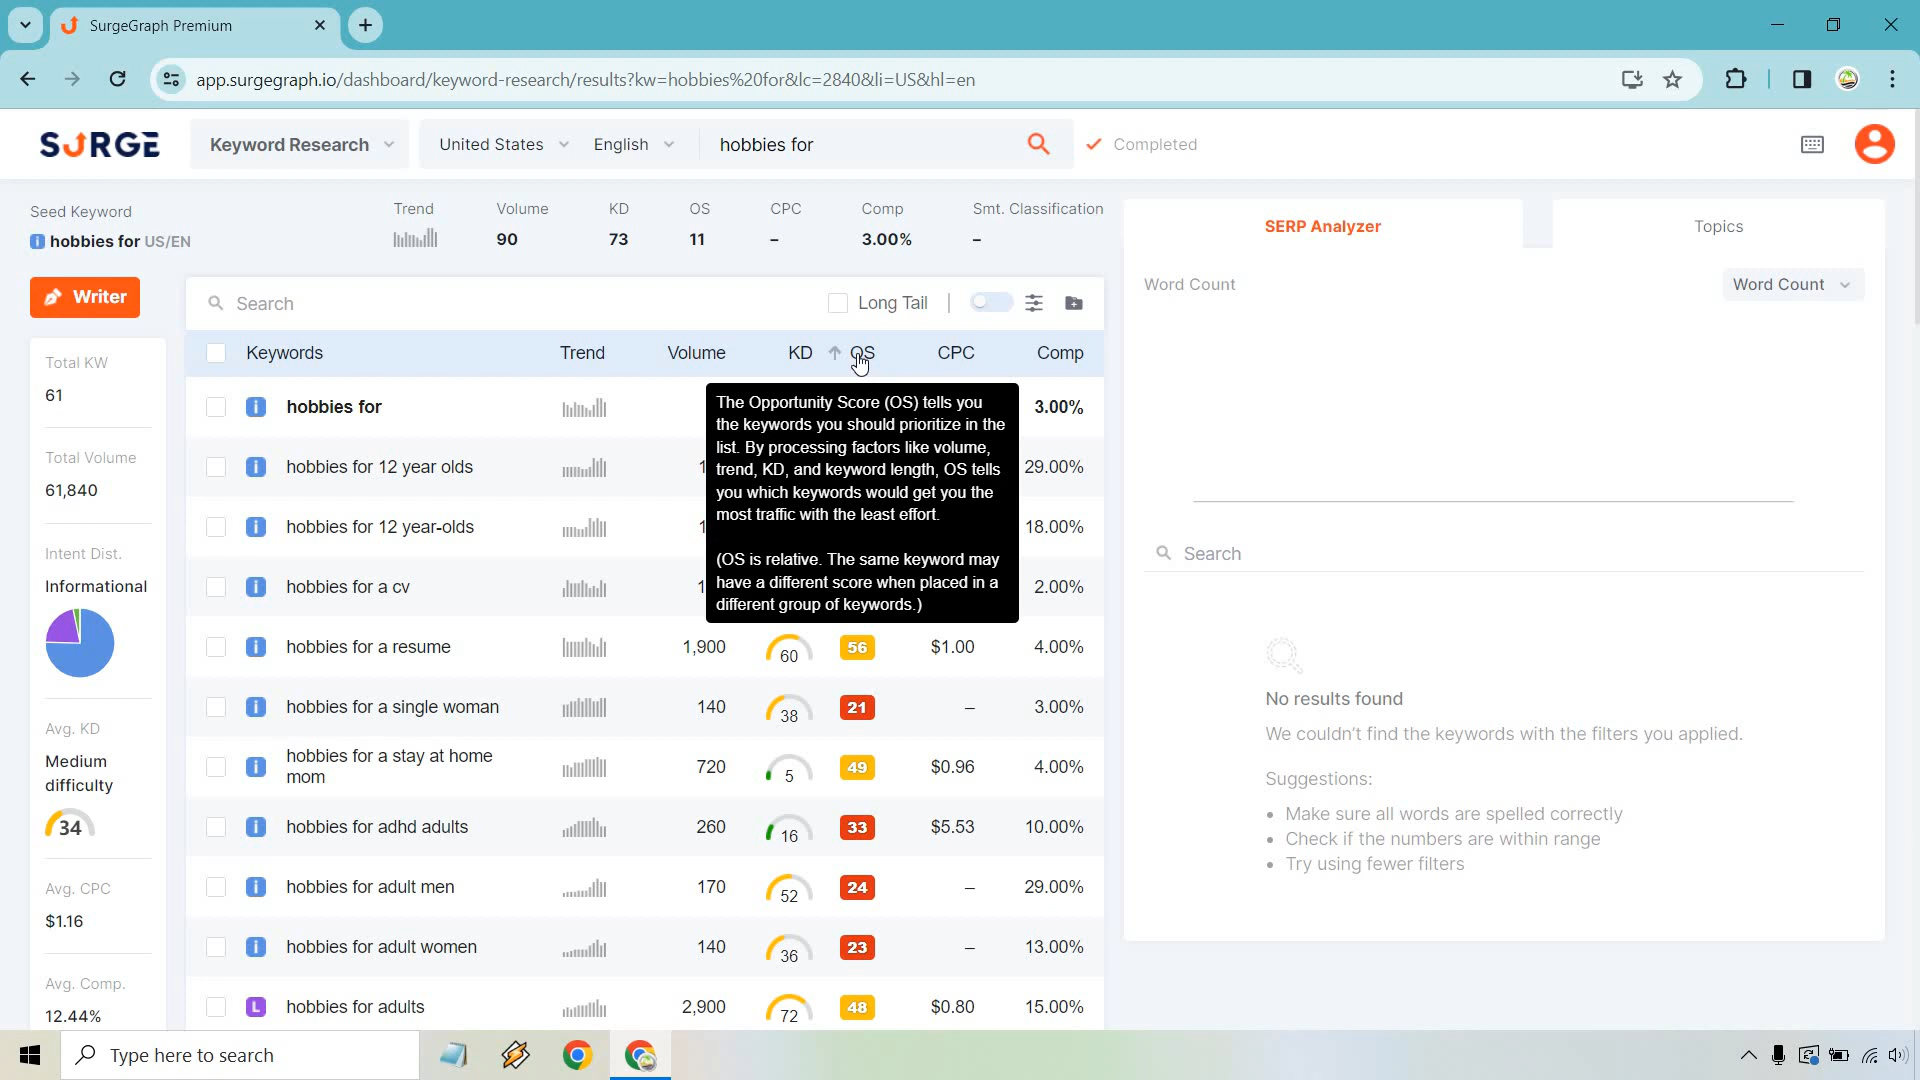 SurgeGraph Premium
app.surgegraph.io/dashboard/keyword-research/results?kw=hobbies%20for&lc=2840&li=US&hl=en
SURGE
Keyword Research
United States
English
hobbies for
Completed
Seed Keyword
hobbies for US/EN
Trend
Volume
90
KD
73
OS
11
CPC
–
Comp
3.00%
Smt. Classification
–
SERP Analyzer
Topics
Writer
Search
Long Tail
Word Count
Word Count
Total KW
61
Total Volume
61,840
Intent Dist.
Informational
Avg. KD
Medium
difficulty
34
Avg. CPC
$1.16
Avg. Comp.
12.44%
Keywords Trend Volume KD OS CPC Comp
hobbies for 3.00%
hobbies for 12 year olds 1 29.00%
hobbies for 12 year-olds 1 18.00%
hobbies for a cv 1 2.00%
The Opportunity Score (OS) tells you
the keywords you should prioritize in the
list. By processing factors like volume,
trend, KD, and keyword length, OS tells
you which keywords would get you the
most traffic with the least effort.
(OS is relative. The same keyword may
have a different score when placed in a
different group of keywords.)
hobbies for a resume 1,900 60 56 $1.00 4.00%
hobbies for a single woman 140 38 21 – 3.00%
hobbies for a stay at home
mom 720 5 49 $0.96 4.00%
hobbies for adhd adults 260 16 33 $5.53 10.00%
hobbies for adult men 170 52 24 – 29.00%
hobbies for adult women 140 36 23 – 13.00%
L hobbies for adults 2,900 72 48 $0.80 15.00%
Search
No results found
We couldn't find the keywords with the filters you applied.
Suggestions:
• Make sure all words are spelled correctly
• Check if the numbers are within range
• Try using fewer filters
Type here to search